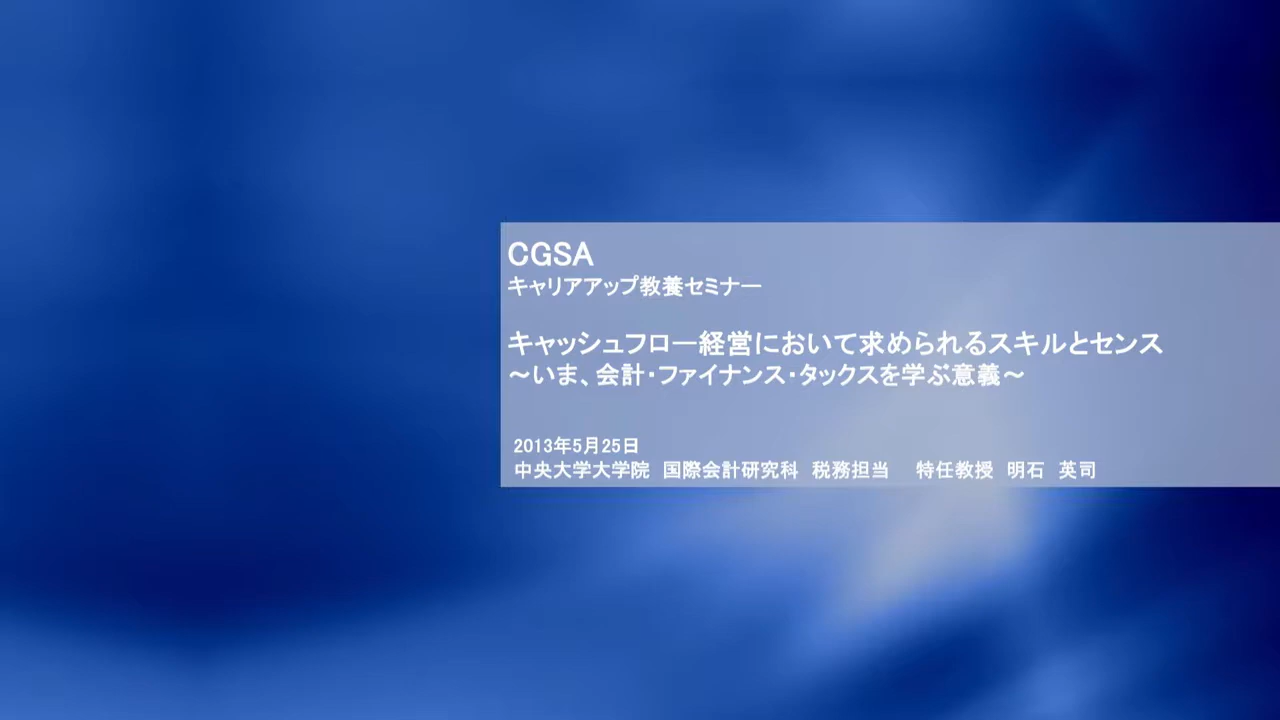 CGSA
キャリアアップ教養セミナー
キャッシュフロー経営において求められるスキルとセンス
～いま、会計・ファイナンス・タックスを学ぶ意義～
2013年5月25日
中央大学大学院　国際会計研究科　税務担当　特任教授　明石　英司